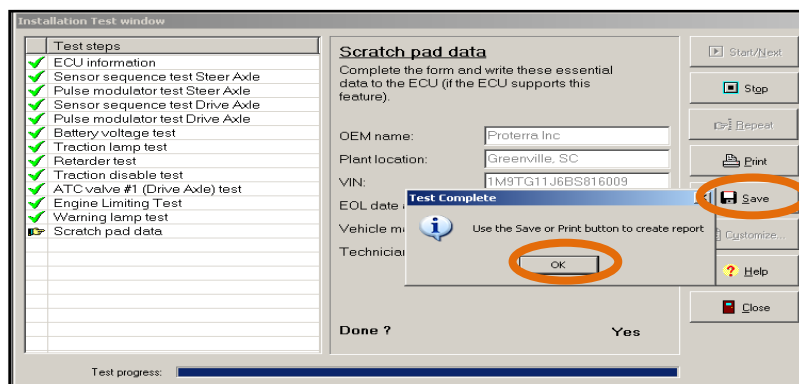 Installation Test window
Test steps
ECU information
Sensor sequence test Steer Axle
Pulse modulator test Steer Axle
Sensor sequence test Drive Axle
Pulse modulator test Drive Axle
Battery voltage test
Traction lamp test
Retarder test
Traction disable test
ATC valve #1 (Drive Axle) test
Engine Limiting Test
Warning lamp test
Scratch pad data
Scratch pad data
Complete the form and write these essential
data to the ECU (if the ECU supports this
feature).
OEM name: Proterra Inc
Plant location: Greenville, SC
VIN: 1M9TG11J6BS816009
EOL date
Vehicle
Technician
Test Complete
Use the Save or Print button to create report
OK
Done ? Yes
Start/Next
Stop
Repeat
Print
Save
Customize...
Help
Close
Test progress: